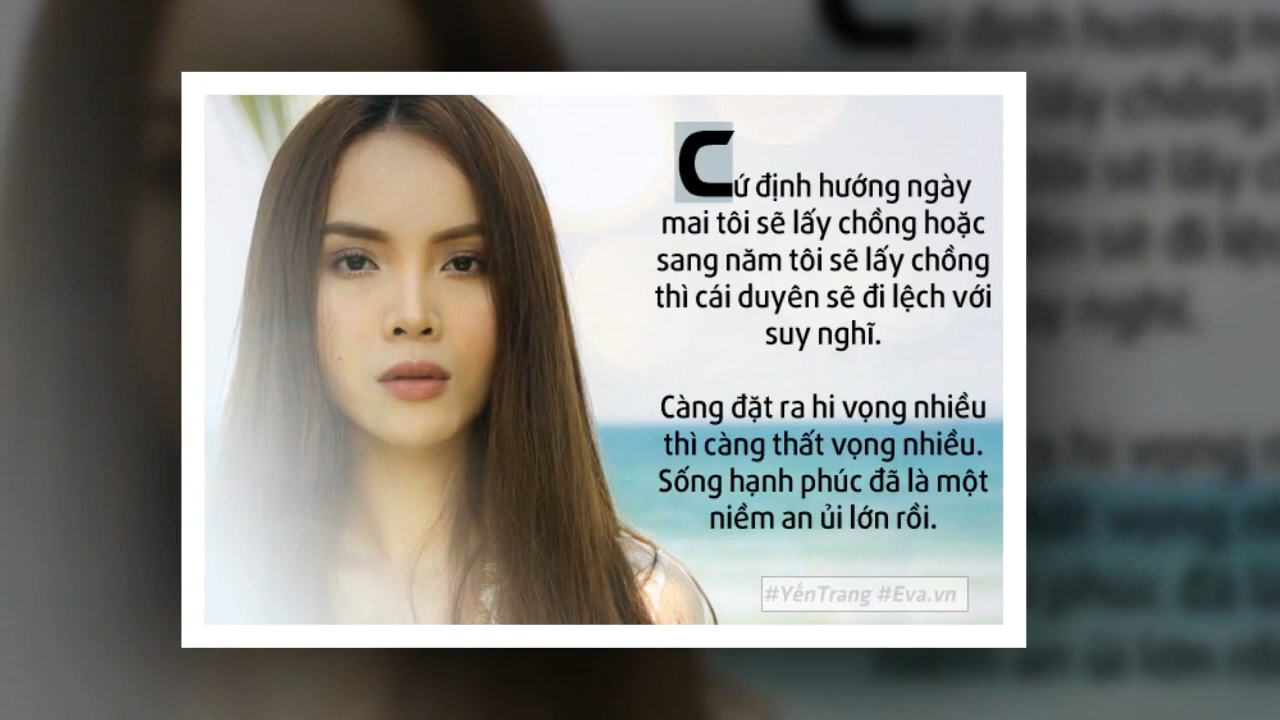 Cứ định hướng ngày
mai tôi sẽ lấy chồng hoặc
sang năm tôi sẽ lấy chồng
thì cái duyên sẽ đi lệch với
suy nghĩ.
Càng đặt ra hi vọng nhiều
thì càng thất vọng nhiều.
Sống hạnh phúc đã là một
niềm an ủi lớn rồi.
#YếnTrang #Eva.vn